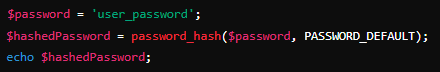 $password = 'user_password';
$hashedPassword = password_hash($password, PASSWORD_DEFAULT);
echo $hashedPassword;